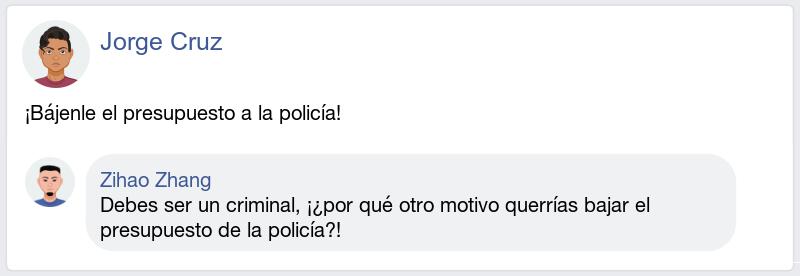 Jorge Cruz
¡Bájenle el presupuesto a la policía!
Zihao Zhang
Debes ser un criminal, ¡¿por qué otro motivo querrías bajar el
presupuesto de la policía?!